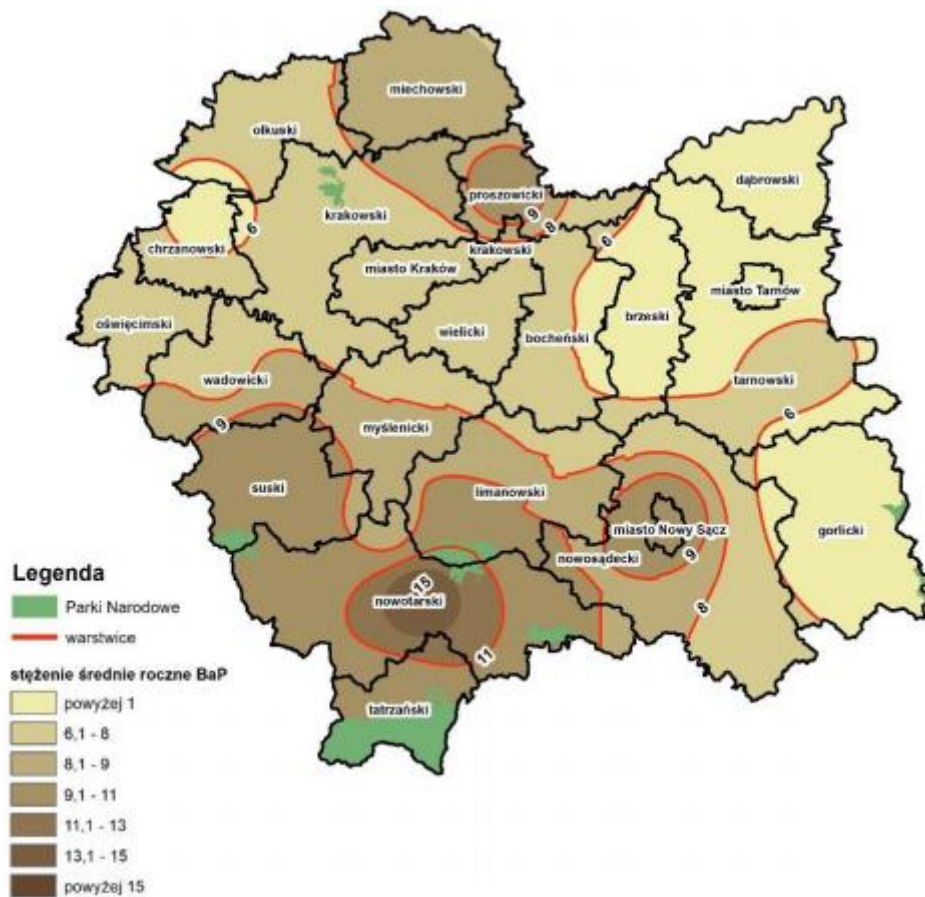 miechowski
olkuski
dąbrowski
proszowicki
9
8
6
krakowski
6
chrzanowski
krakowski
miasto Kraków
miasto Tarnów
oświęcimski
wielicki
bocheński
brzeski
wadowicki
tarnowski
9
6
myślenicki
suski
limanowski
miasto Nowy Sącz
gorlicki
nowosądecki
9
15
nowotarski
8
11
tatrzański
Legenda
Parki Narodowe
warstwice
stężenie średnie roczne BaP
powyżej 1
6,1 - 8
8,1 - 9
9,1 - 11
11,1 - 13
13,1 - 15
powyżej 15